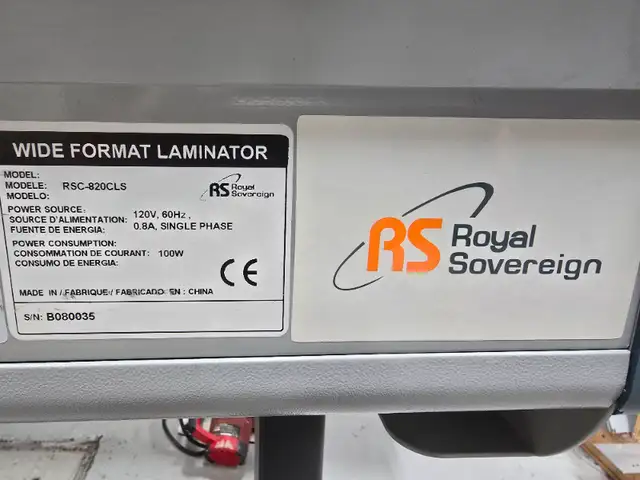 WIDE FORMAT LAMINATOR
MODEL:
MODELE: RSC-820CLS
MODELO:
RS Royal
Sovereign
POWER SOURCE:
SOURCE D'ALIMENTATION: 120V, 60Hz ,
FUENTE DE ENERGIA: 0.8A, SINGLE PHASE
POWER CONSUMPTION:
CONSOMMATION DE COURANT: 100W
CONSUMO DE ENERGIA:
CE
MADE IN / FABRIQUE / FABRICADO EN : CHINA
S/N: B080035
RS Royal
Sovereign